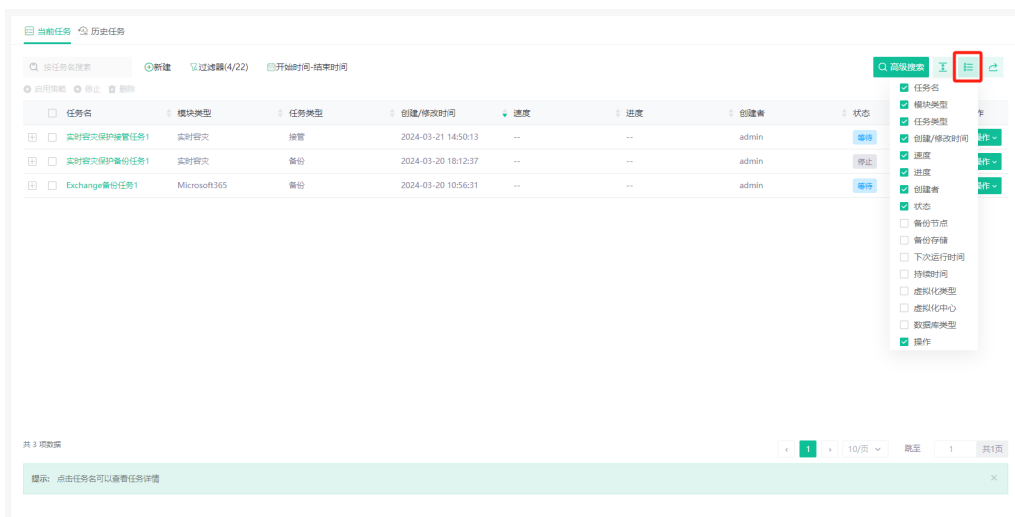 当前任务 历史任务
按任务名搜索 新建 过滤器(4/22) 开始时间-结束时间 高级搜索
启用策略 停止 删除
任务名 模块类型 任务类型 创建/修改时间 速度 进度 创建者 状态 作
实时容灾保护接管任务1 实时容灾 接管 2024-03-21 14:50:13 -- -- admin 等待 操作
实时容灾保护备份任务1 实时容灾 备份 2024-03-20 18:12:37 -- -- admin 停止 操作
Exchange备份任务1 Microsoft365 备份 2024-03-20 10:56:31 -- -- admin 等待 操作
任务名
模块类型
任务类型
创建/修改时间
速度
进度
创建者
状态
备份节点
备份存储
下次运行时间
持续时间
虚拟化类型
虚拟化中心
数据库类型
操作
共 3 项数据 1 10/页 跳至 1 共1页
提示: 点击任务名可以查看任务详情